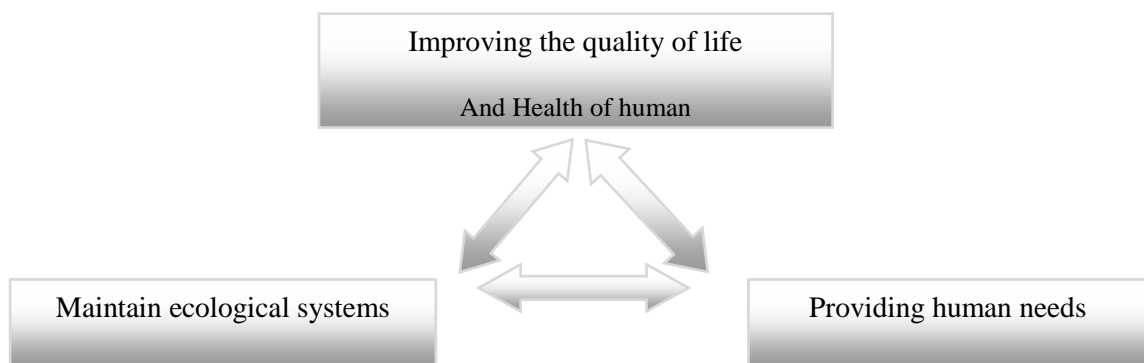 Improving the quality of life
And Health of human
Maintain ecological systems
Providing human needs